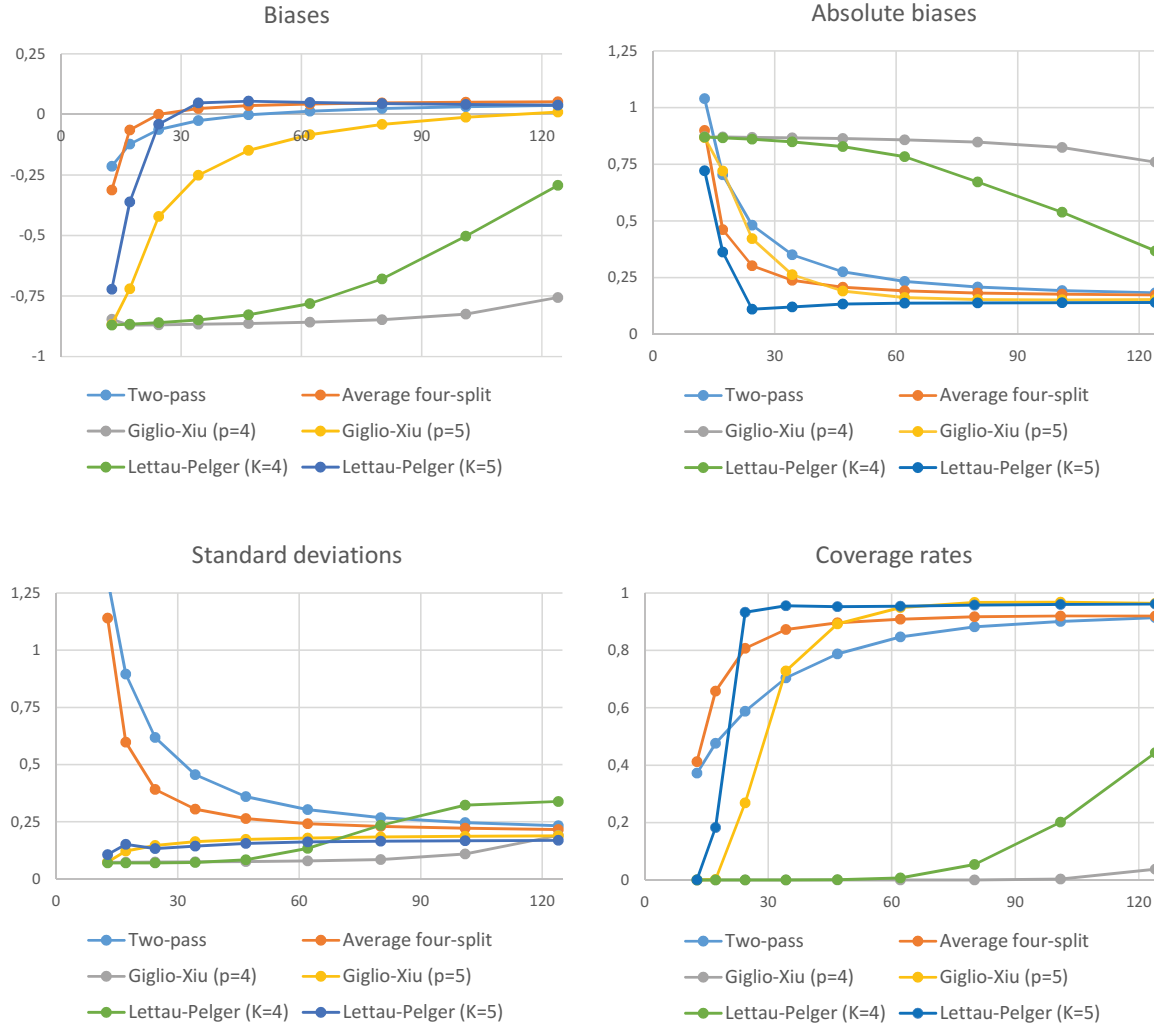 Biases
0,25
0
-0,25
-0,5
-0,75
-1
0 30 60 90 120
Two-pass Average four-split
Giglio-Xiu (p=4) Giglio-Xiu (p=5)
Lettau-Pelger (K=4) Lettau-Pelger (K=5)
Absolute biases
1,25
1
0,75
0,5
0,25
0
0 30 60 90 120
Two-pass Average four-split
Giglio-Xiu (p=4) Giglio-Xiu (p=5)
Lettau-Pelger (K=4) Lettau-Pelger (K=5)
Standard deviations
1,25
1
0,75
0,5
0,25
0
0 30 60 90 120
Two-pass Average four-split
Giglio-Xiu (p=4) Giglio-Xiu (p=5)
Lettau-Pelger (K=4) Lettau-Pelger (K=5)
Coverage rates
1
0,8
0,6
0,4
0,2
0
0 30 60 90 120
Two-pass Average four-split
Giglio-Xiu (p=4) Giglio-Xiu (p=5)
Lettau-Pelger (K=4) Lettau-Pelger (K=5)